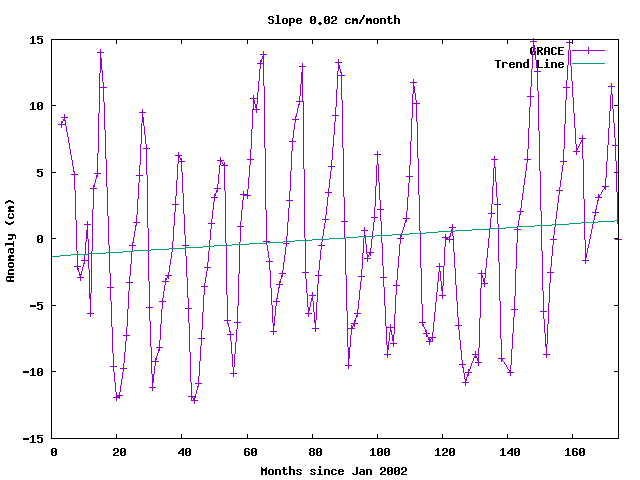 Slope 0.02 cm/month
GRACE
Trend Line
15
10
5
0
-5
-10
-15
Anomaly (cm)
0 20 40 60 80 100 120 140 160
Months since Jan 2002